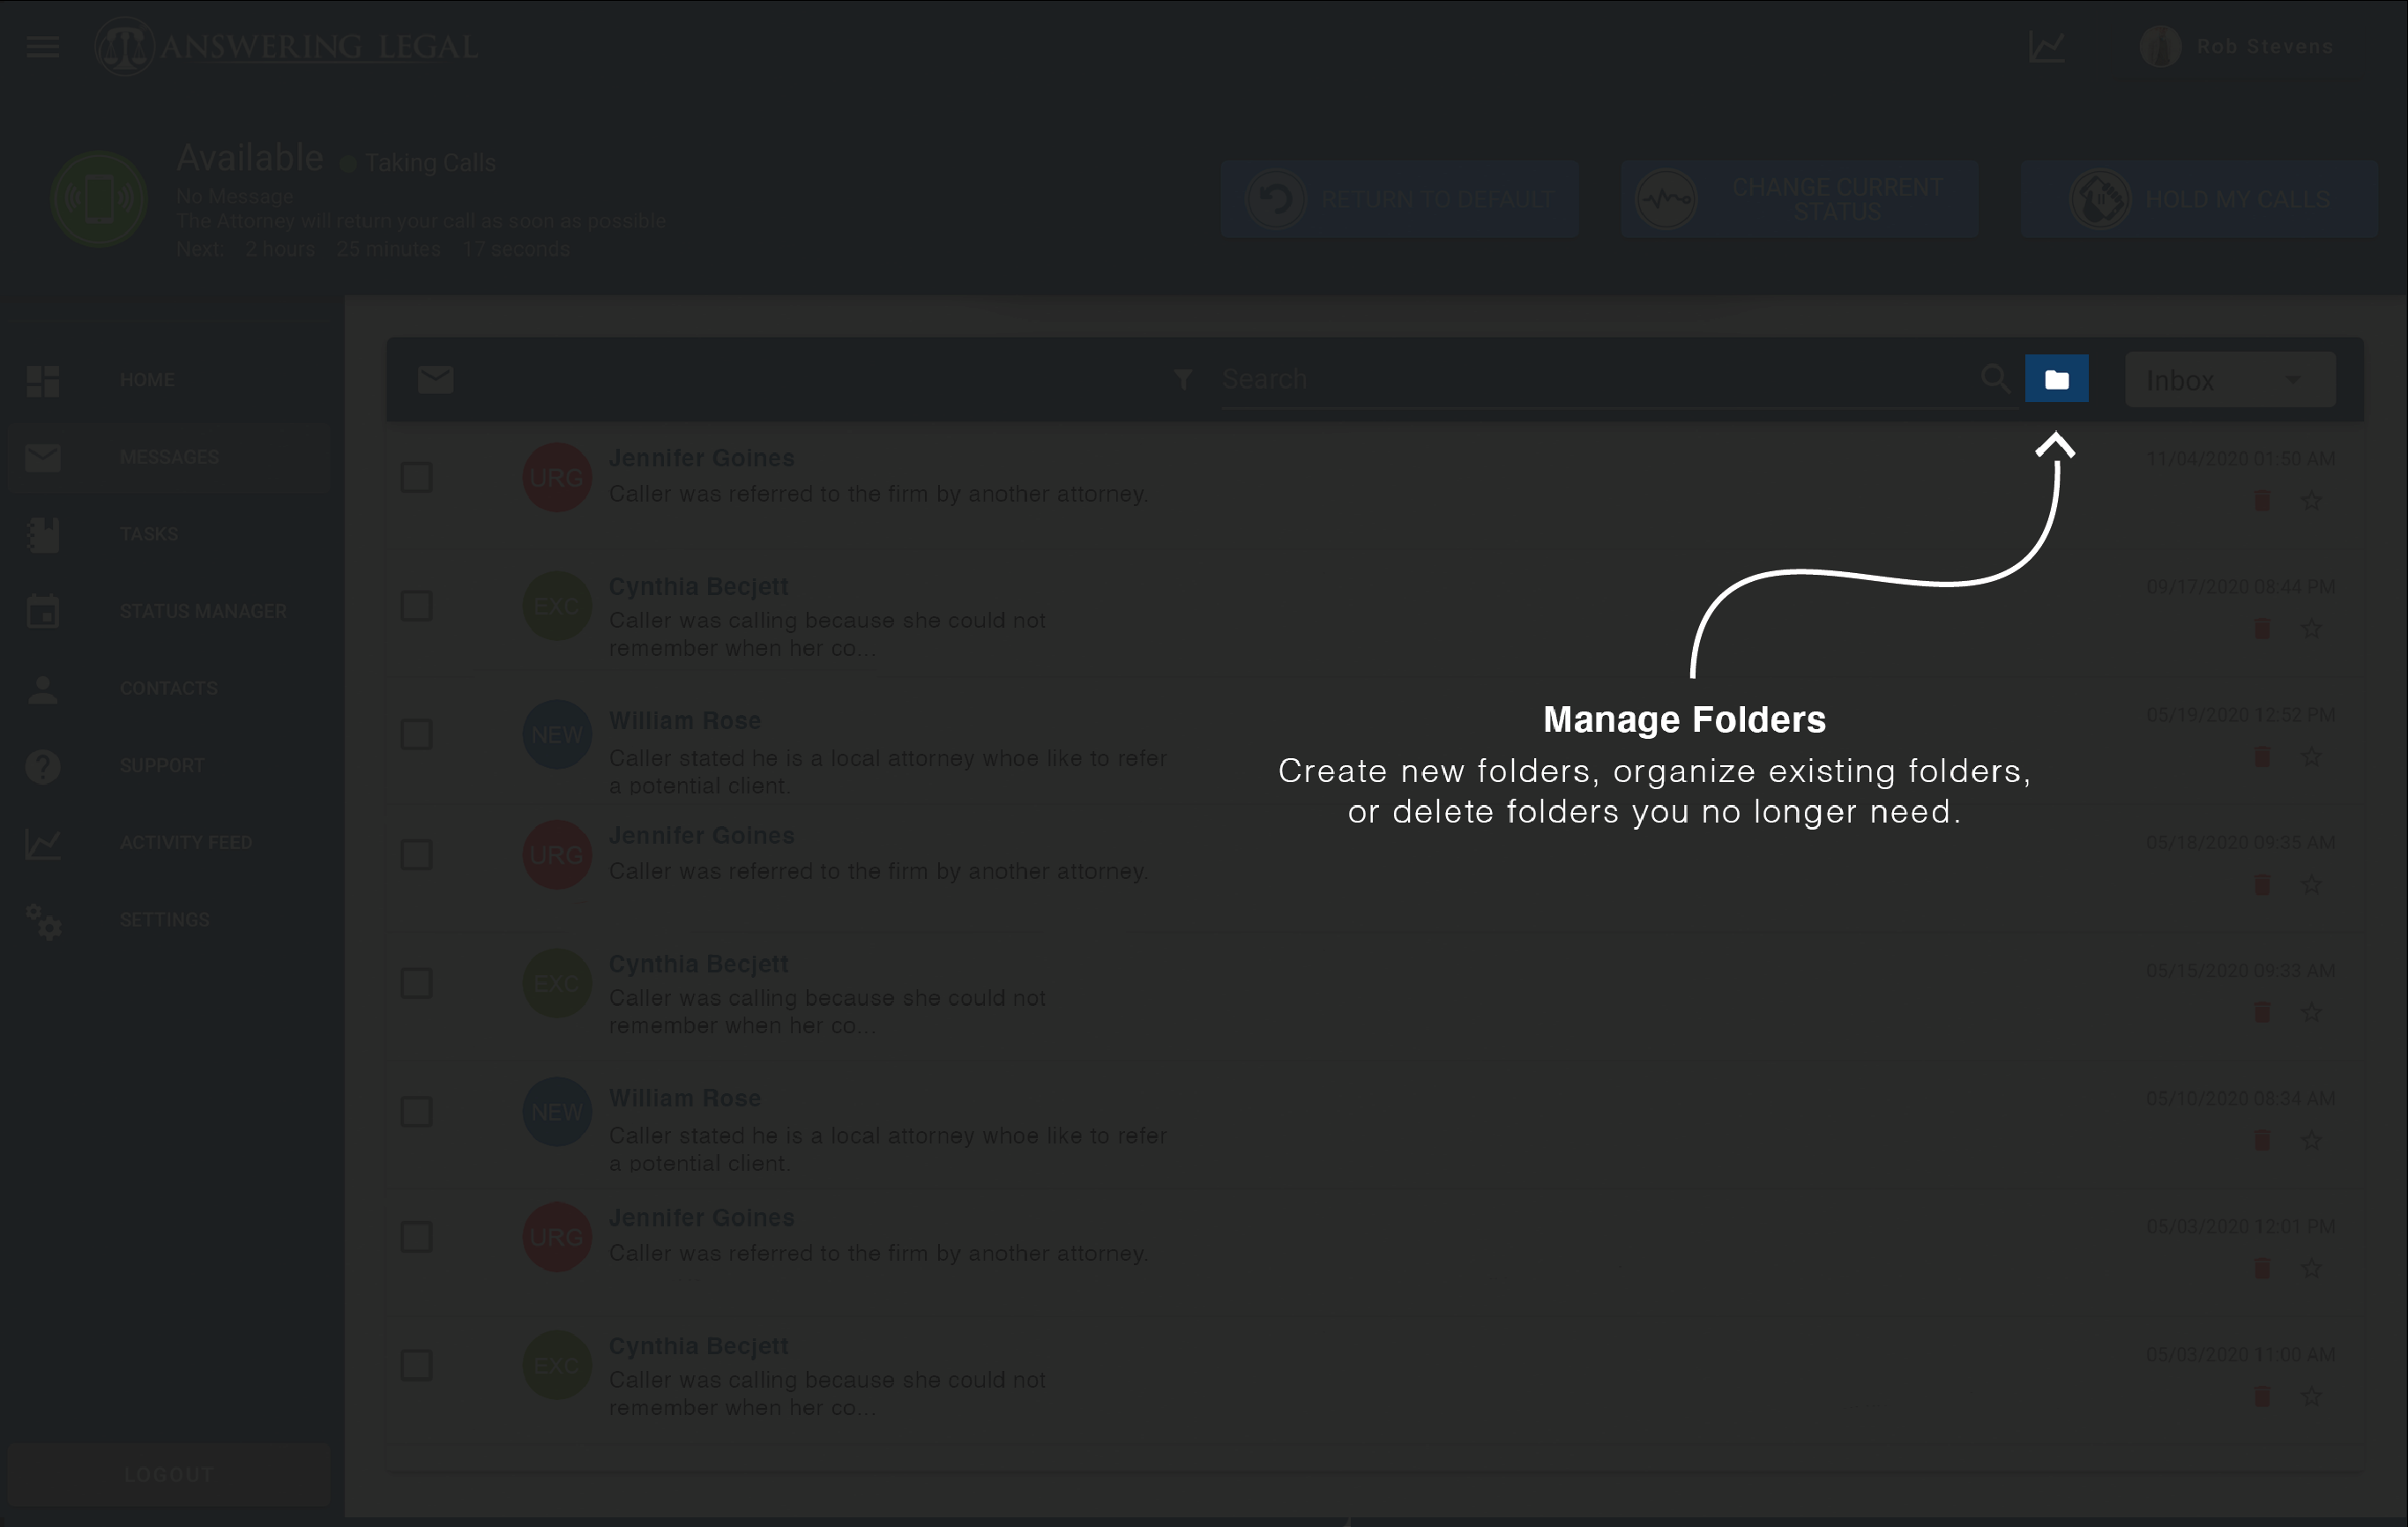 ANSWERING LEGAL
Rob Stevens
Available Taking Calls
No Message
The Attorney will return your call as soon as possible
Next: 2 hours 25 minutes 17 seconds
RETURN TO DEFAULT
CHANGE CURRENT
STATUS
HOLD MY CALLS
HOME
MESSAGES
TASKS
STATUS MANAGER
CONTACTS
SUPPORT
ACTIVITY FEED
SETTINGS
LOGOUT
Search
Inbox
URG
Jennifer Goines
11/04/2020 01:50 AM
Caller was referred to the firm by another attorney.
EXC
Cynthia Becjett
09/17/2020 08:44 PM
Caller was calling because she could not
remember when her co...
NEW
William Rose
05/19/2020 12:52 PM
Caller stated he is a local attorney whoe like to refer
a potential client.
Manage Folders
Create new folders, organize existing folders,
or delete folders you no longer need.
URG
Jennifer Goines
05/18/2020 09:35 AM
Caller was referred to the firm by another attorney.
EXC
Cynthia Becjett
05/15/2020 09:33 AM
Caller was calling because she could not
remember when her co...
NEW
William Rose
05/10/2020 08:34 AM
Caller stated he is a local attorney whoe like to refer
a potential client.
URG
Jennifer Goines
05/03/2020 12:01 PM
Caller was referred to the firm by another attorney.
EXC
Cynthia Becjett
05/03/2020 11:00 AM
Caller was calling because she could not
remember when her co...